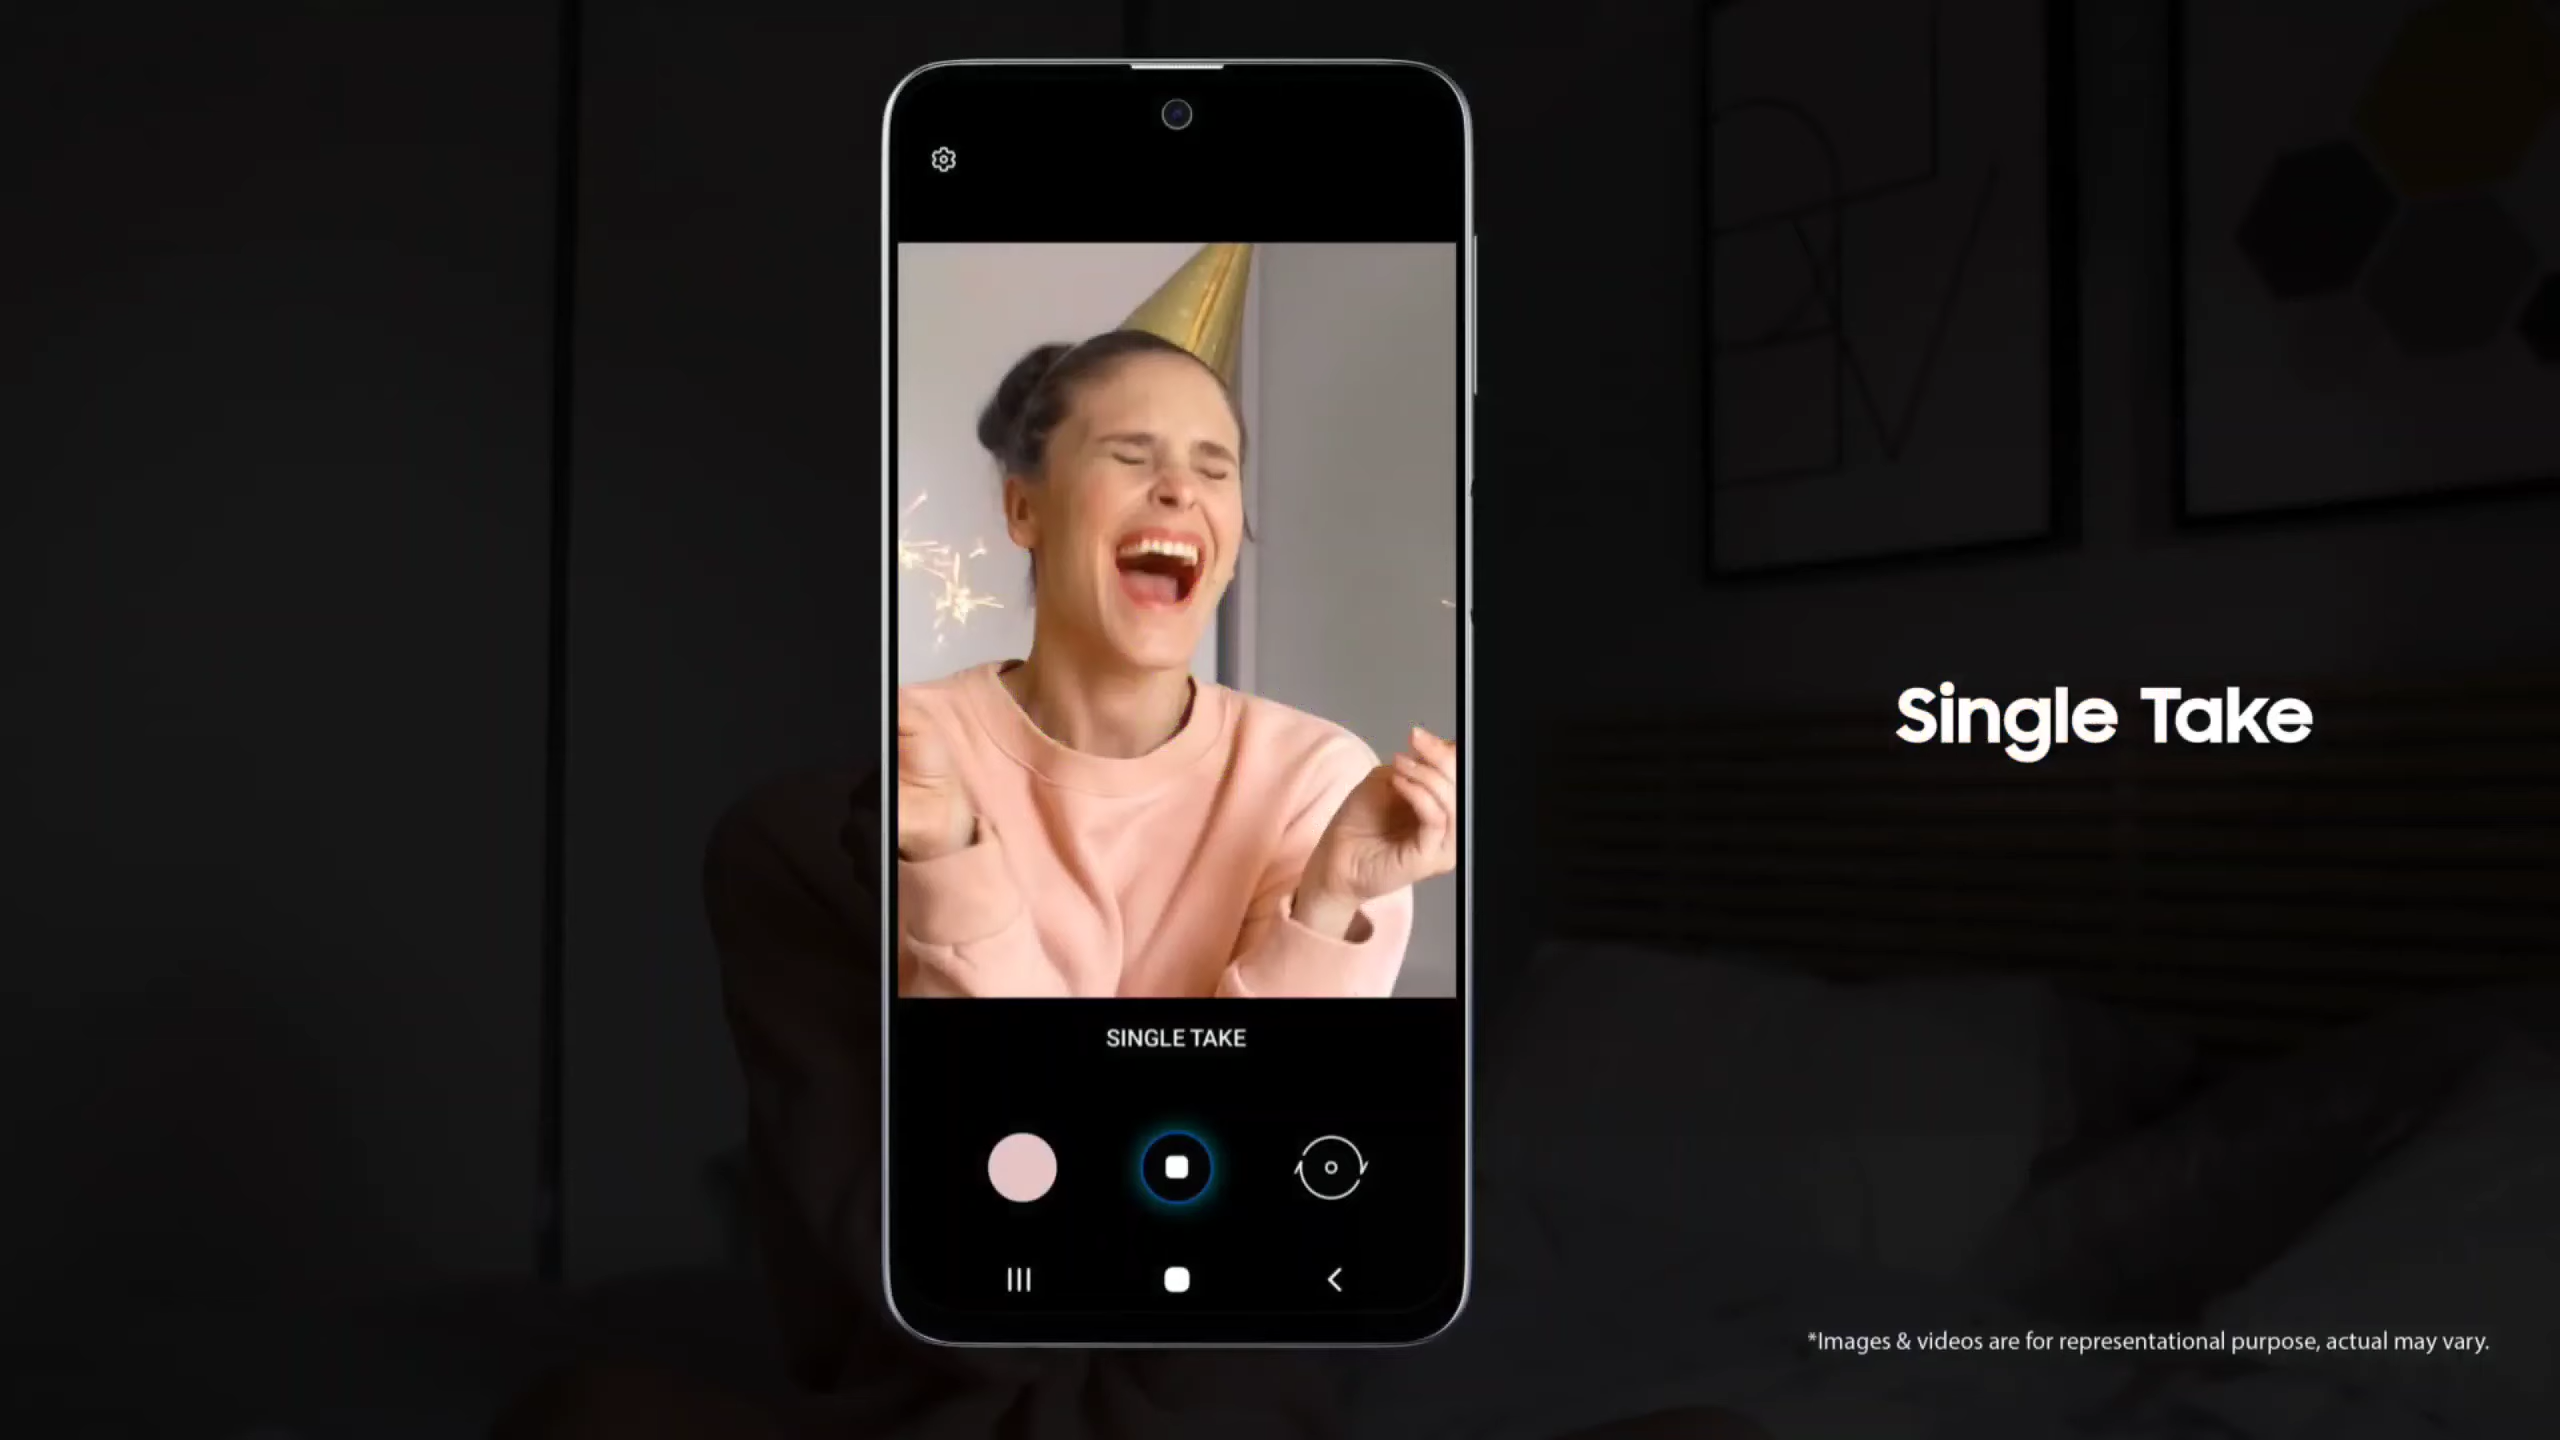 Single Take
SINGLE TAKE
*Images & videos are for representational purpose, actual may vary.